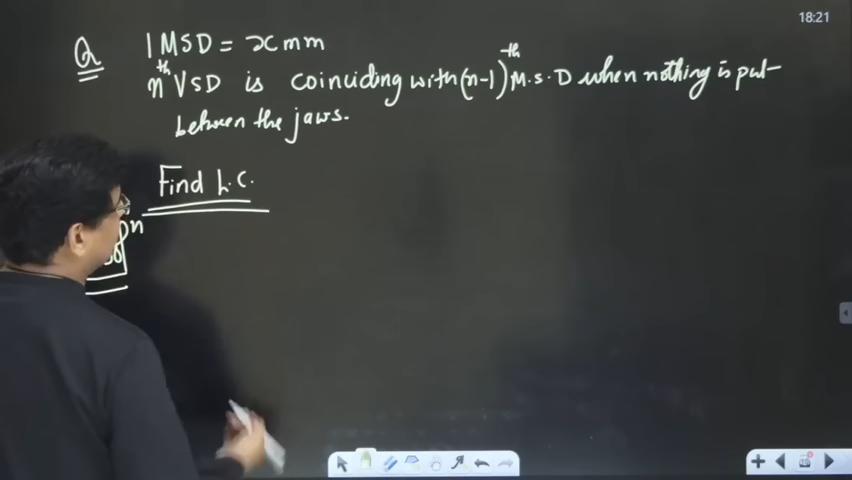 18:21
Q 1 MSD = x mm
nth VSD is coinciding with (n-1)th M.S.D when nothing is put
between the jaws.
Find L.C.
n